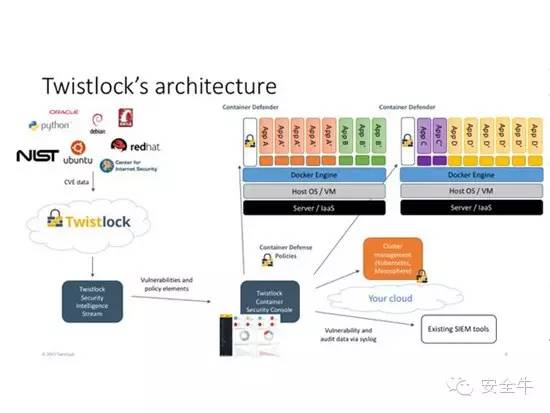 Twistlock's architecture
ORACLE
python
debian
NIST
ubuntu
redhat
Center for
Internet Security
CVE data
Twistlock
Twistlock
Security
Intelligence
Stream
Vulnerabilities and
policy elements
Container Defender
App A
App A'
App A"
App A"
App A"
App B
App B'
App B'
Docker Engine
Host OS / VM
Server / IaaS
Container Defender
App C
App C'
App D
App D'
App D'
App D'
App D'
App D'
Docker Engine
Host OS / VM
Server / IaaS
Container Defense
Policies
Twistlock
Container
Security Console
Cluster
management
(Kubernetes,
Mesosphere)
Your cloud
Vulnerability and
audit data via syslog
Existing SIEM tools
© 2015 Twistlock
安全牛